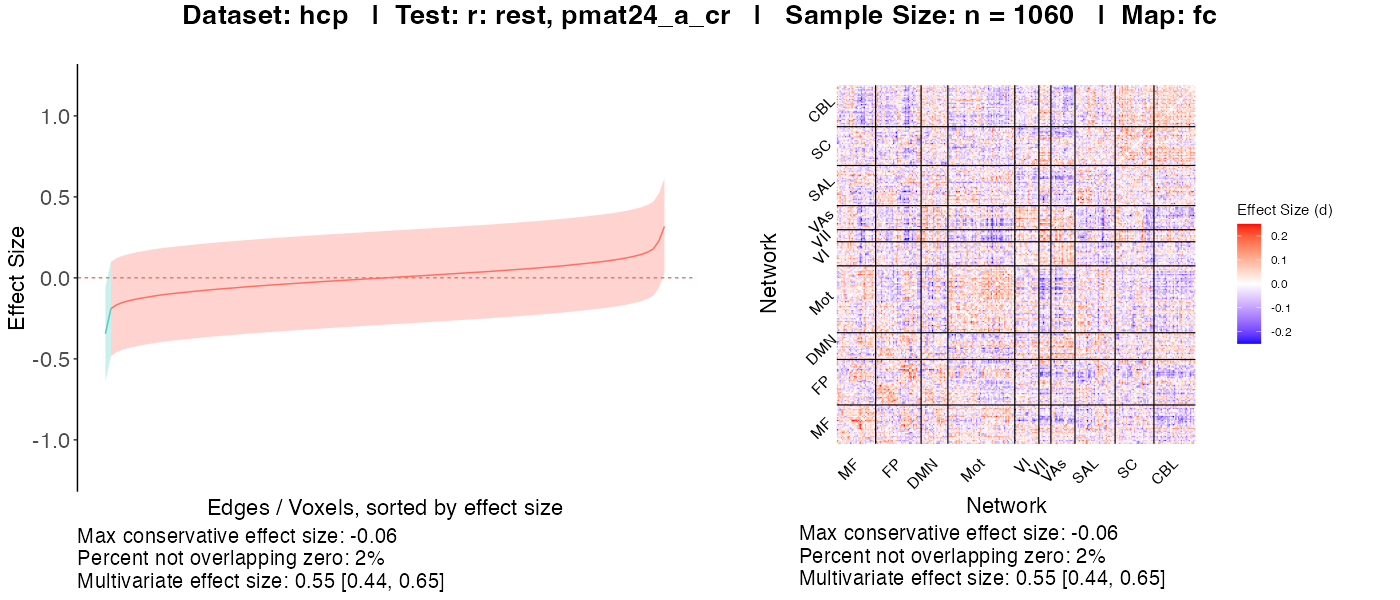 Dataset: hcp | Test: r: rest, pmat24_a_cr | Sample Size: n = 1060 | Map: fc
Effect Size
1.0
0.5
0.0
-0.5
-1.0
Edges / Voxels, sorted by effect size
Max conservative effect size: -0.06
Percent not overlapping zero: 2%
Multivariate effect size: 0.55 [0.44, 0.65]
Network
CBL
SC
SAL
VAs
VII
VI
Mot
DMN
FP
MF
MF
FP
DMN
Mot
VI
VII
VAs
SAL
SC
CBL
Network
Max conservative effect size: -0.06
Percent not overlapping zero: 2%
Multivariate effect size: 0.55 [0.44, 0.65]
Effect Size (d)
0.2
0.1
0.0
-0.1
-0.2